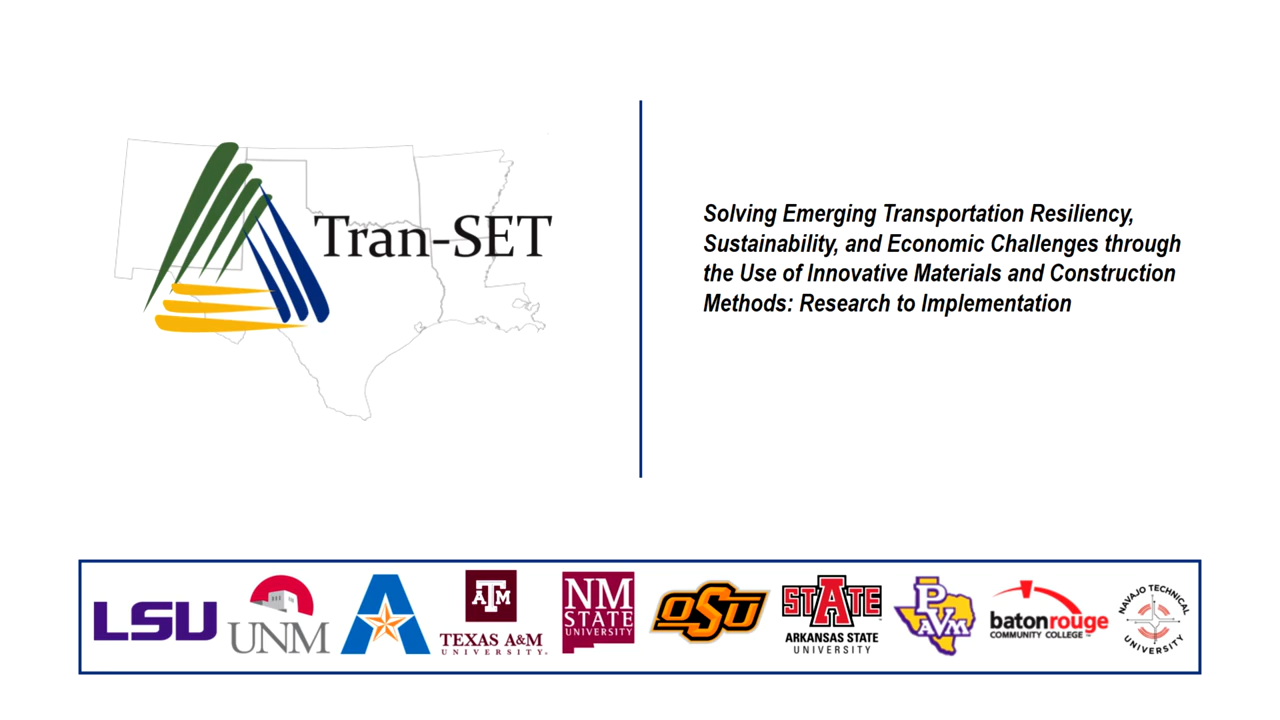 Tran-SET
Solving Emerging Transportation Resiliency,
Sustainability, and Economic Challenges through
the Use of Innovative Materials and Construction
Methods: Research to Implementation
LSU
UNM
A
ATM
TEXAS A&M
UNIVERSITY
NM
STATE
UNIVERSITY
OSU
STATE
ARKANSAS STATE
UNIVERSITY
PVAMU
batonrouge
COMMUNITY COLLEGE
NAVAJO TECHNICAL
UNIVERSITY